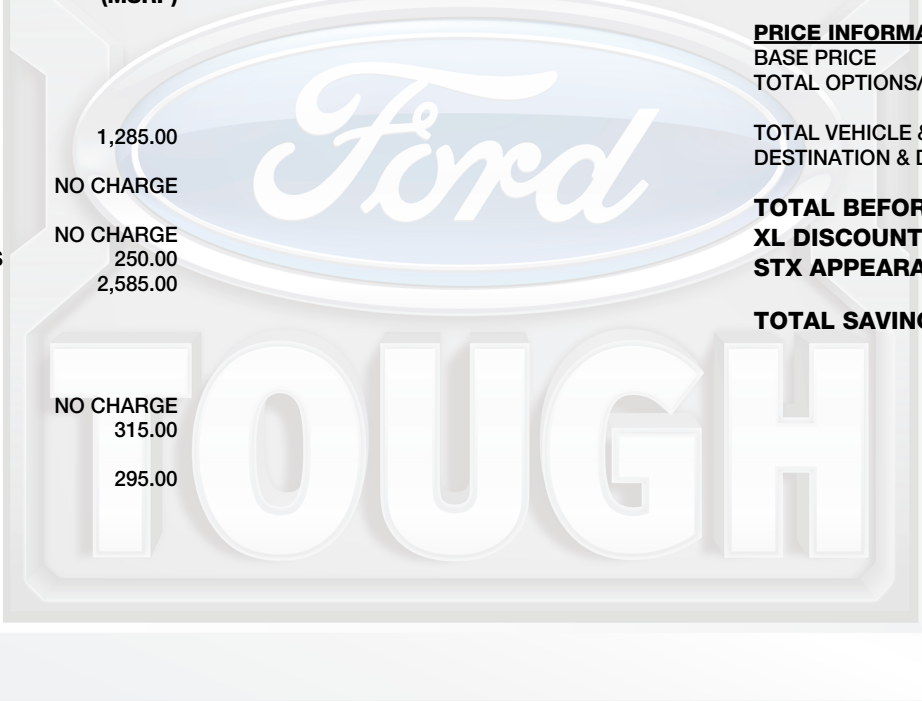 1,285.00
NO CHARGE
NO CHARGE
250.00
2,585.00
NO CHARGE
315.00
295.00
PRICE INFORMA
BASE PRICE
TOTAL OPTIONS/
TOTAL VEHICLE &
DESTINATION & D
TOTAL BEFOR
XL DISCOUNT
STX APPEARA
TOTAL SAVING
Ford
TOUGH